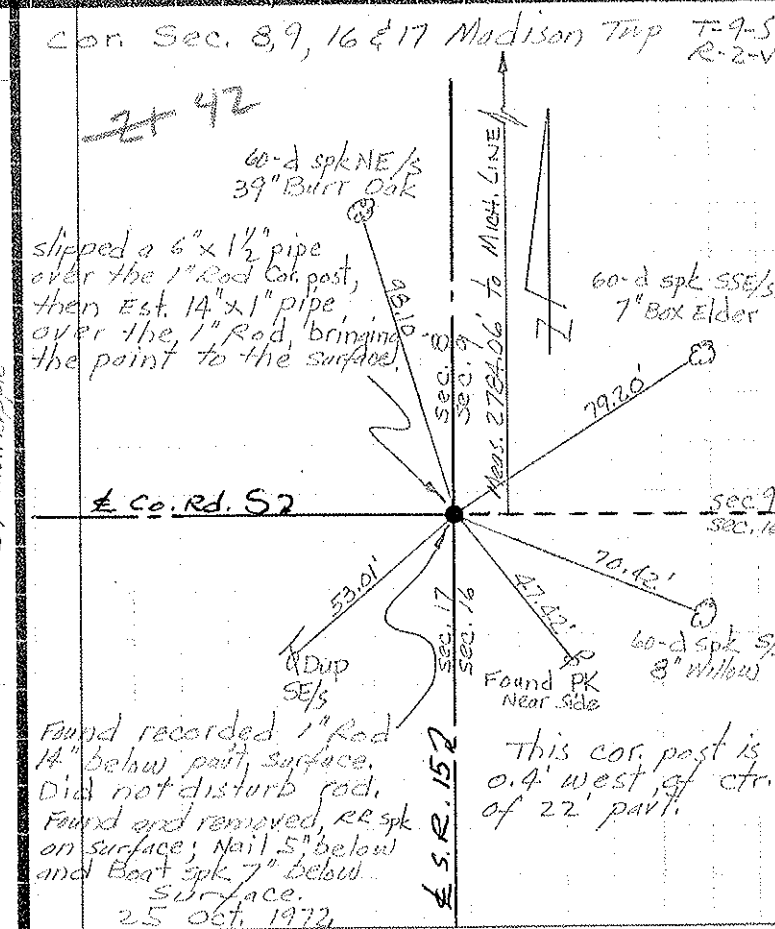 Cor. Sec. 8, 9, 16 & 17 Madison Twp T-9-S
R-2-W
21 42
60-d spk NE/s
39" Burr Oak
slipped a 6" x 1½" pipe
over the 1" Rod Cor. post,
then Est. 14" x 1" pipe
over the 1" Rod, bringing
the point to the surface.
98.10
sec. 8
sec. 9
Meas. 2784.06' to MICH. LINE
60-d spk SSE/s
7" Box Elder
79.20'
℄ Co. Rd. S2
sec. 9
sec. 16
53.01'
Dup
SE/s
sec. 17
sec. 16
47.42'
Found PK
Near Side
70.42'
60-d spk S/
8" Willow
Found recorded 1" Rod
14" below pavt. surface.
Did not disturb rod.
Found and removed, RR spk
on surface; Nail 5" below
and Boat spk 7" below
Surface.
25 Oct. 1972
℄ S.R. 152
This cor. post is
0.4' west of ctr.
of 22' pavt.